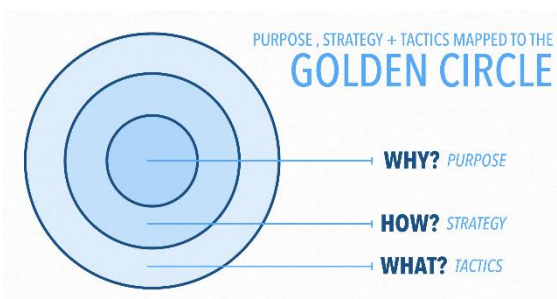 PURPOSE , STRATEGY + TACTICS MAPPED TO THE
GOLDEN CIRCLE
WHY? PURPOSE
HOW? STRATEGY
WHAT? TACTICS